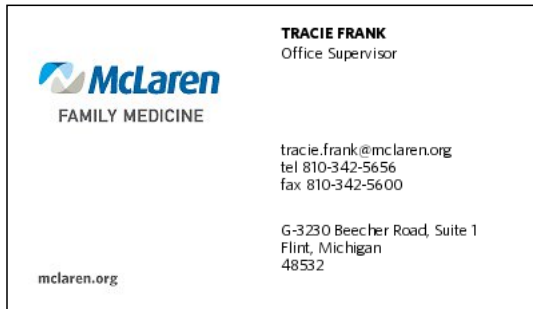 TRACIE FRANK
Office Supervisor
McLaren
FAMILY MEDICINE
tracie.frank@mclaren.org
tel 810-342-5656
fax 810-342-5600
G-3230 Beecher Road, Suite 1
Flint, Michigan
48532
mclaren.org